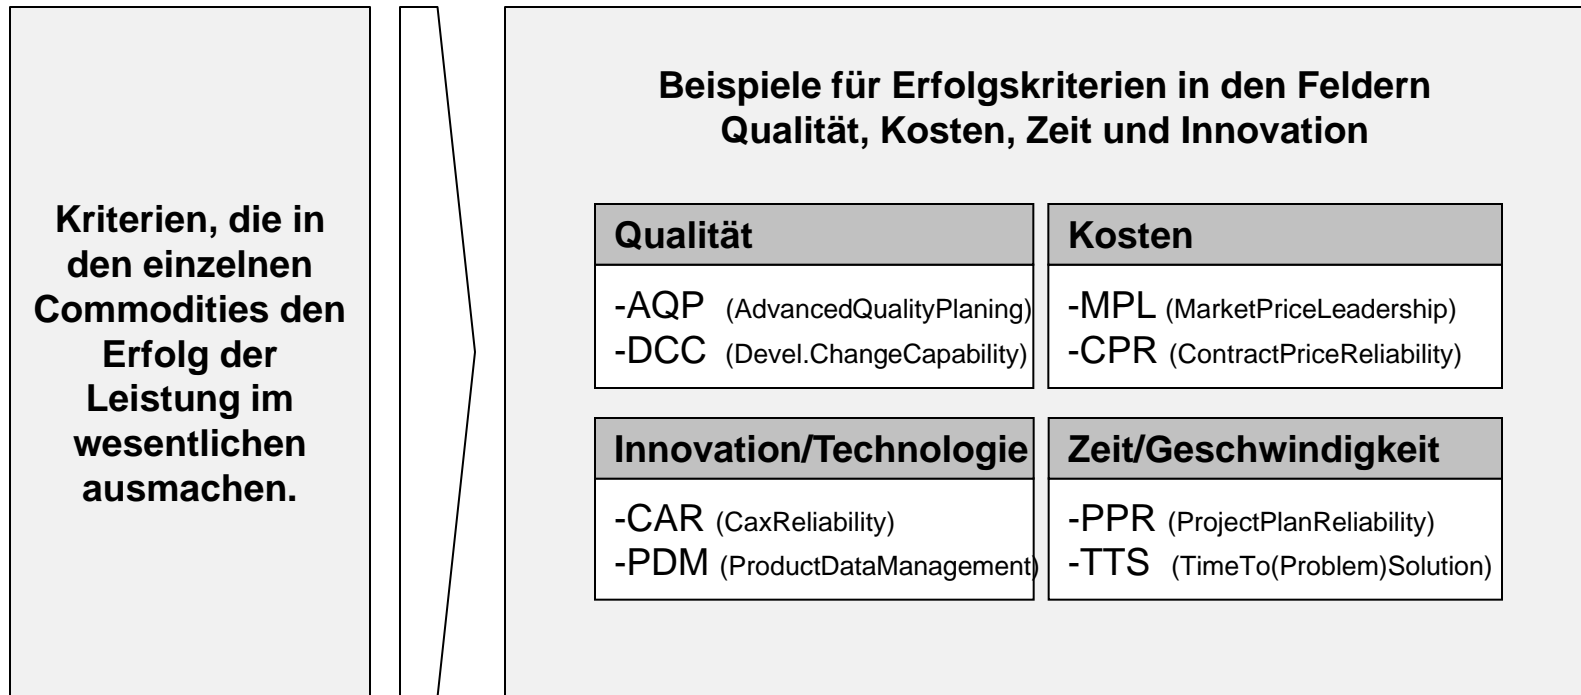 Kriterien, die in
den einzelnen
Commodities den
Erfolg der
Leistung im
wesentlichen
ausmachen.
Beispiele für Erfolgskriterien in den Feldern
Qualität, Kosten, Zeit und Innovation
Qualität
-AQP (AdvancedQualityPlaning)
-DCC (Devel.ChangeCapability)
Kosten
-MPL (MarketPriceLeadership)
-CPR (ContractPriceReliability)
Innovation/Technologie
-CAR (CaxReliability)
-PDM (ProductDataManagement)
Zeit/Geschwindigkeit
-PPR (ProjectPlanReliability)
-TTS (TimeTo(Problem)Solution)